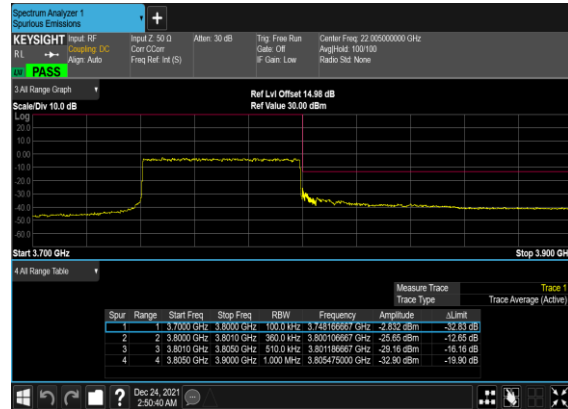 Spectrum Analyzer 1
Spurious Emissions
+
KEYSIGHT Input: RF Input Z: 50 Ω Atten: 30 dB Trig: Free Run Center Freq: 22.005000000 GHz
R L Coupling: DC Corr CCorr Gate: Off Avg|Hold: 100/100
Align: Auto Freq Ref: Int (S) IF Gain: Low Radio Std: None
LW PASS
3 All Range Graph Ref Lvl Offset 14.98 dB
Scale/Div 10.0 dB Ref Value 30.00 dBm
Log
20.0
10.0
0.00
-10.0
-20.0
-30.0
-40.0
-50.0
-60.0
Start 3.700 GHz Stop 3.900 GHz
4 All Range Table
Measure Trace Trace 1
Trace Type Trace Average (Active)
Spur Range Start Freq Stop Freq RBW Frequency Amplitude ΔLimit
1 1 3.7000 GHz 3.8000 GHz 100.0 kHz 3.748166667 GHz -2.832 dBm -32.83 dB
2 2 3.8000 GHz 3.8010 GHz 360.0 kHz 3.800106667 GHz -25.65 dBm -12.65 dB
3 3 3.8010 GHz 3.8050 GHz 510.0 kHz 3.801186667 GHz -29.16 dBm -16.16 dB
4 4 3.8050 GHz 3.9000 GHz 1.000 MHz 3.805475000 GHz -32.90 dBm -19.90 dB
? Dec 24, 2021
2:50:40 AM